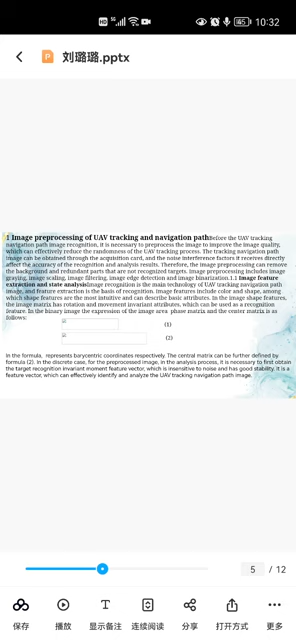 HD 5G 145 10:32
刘璐璐.pptx
1 Image preprocessing of UAV tracking and navigation pathBefore the UAV tracking
navigation path image recognition, it is necessary to preprocess the image to improve the image quality,
which can effectively reduce the randomness of the UAV tracking process. The tracking navigation path
image can be obtained through the acquisition card, and the noise interference factors it receives directly
affect the accuracy of the recognition and analysis results. Therefore, the image preprocessing can remove
the background and redundant parts that are not recognized targets. image preprocessing includes image
graying, image scaling, image filtering, image edge detection and image binarization.1.1 Image feature
extraction and state analysisImage recognition is the main technology of UAV tracking navigation path
image, and feature extraction is the basis of recognition. Image features include color and shape, among
which shape features are the most intuitive and can describe basic attributes. In the image shape features,
the image matrix has rotation and movement invariant attributes, which can be used as a recognition
feature. In the binary image the expression of the image area phase matrix and the center matrix is as
follows:
(1)
(2)
In the formula, represents barycentric coordinates respectively. The central matrix can be further defined by
formula (2). In the discrete case, for the preprocessed image, in the analysis process, it is necessary to first obtain
the target recognition invariant moment feature vector, which is insensitive to noise and has good stability. It is a
feature vector, which can effectively identify and analyze the UAV tracking navigation path image.
5 / 12
保存 播放 显示备注 连续阅读 分享 打开方式 更多